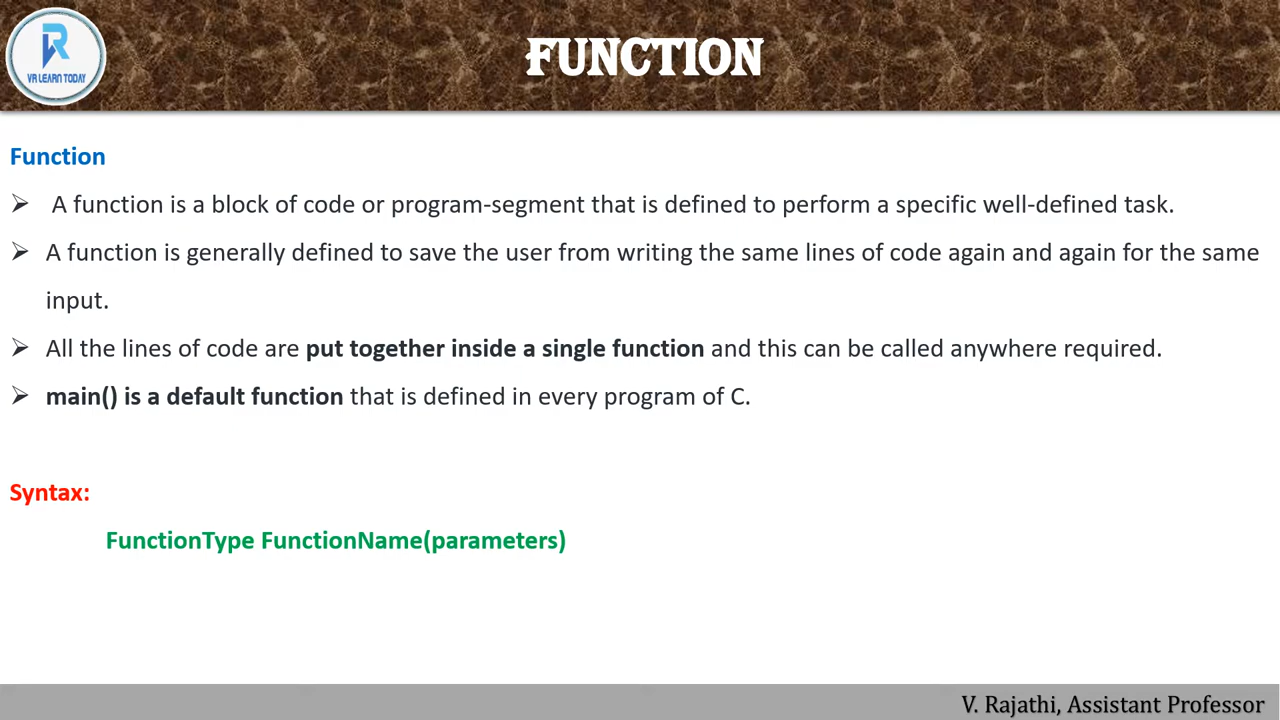 VR LEARN TODAY
FUNCTION
Function
➢ A function is a block of code or program-segment that is defined to perform a specific well-defined task.
➢ A function is generally defined to save the user from writing the same lines of code again and again for the same
input.
➢ All the lines of code are put together inside a single function and this can be called anywhere required.
➢ main() is a default function that is defined in every program of C.
Syntax:
FunctionType FunctionName(parameters)
V. Rajathi, Assistant Professor